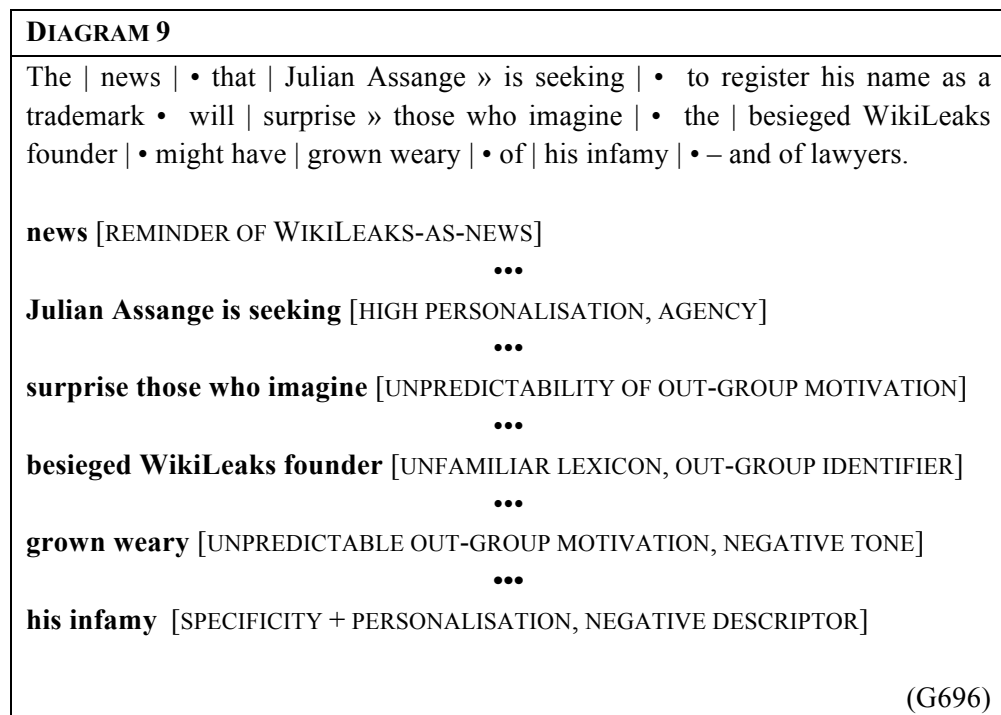 DIAGRAM 9
The | news | • that | Julian Assange » is seeking | • to register his name as a
trademark • will | surprise » those who imagine | • the | besieged WikiLeaks
founder | • might have | grown weary | • of | his infamy | • – and of lawyers.
news [REMINDER OF WIKILEAKS-AS-NEWS]
•••
Julian Assange is seeking [HIGH PERSONALISATION, AGENCY]
•••
surprise those who imagine [UNPREDICTABILITY OF OUT-GROUP MOTIVATION]
•••
besieged WikiLeaks founder [UNFAMILIAR LEXICON, OUT-GROUP IDENTIFIER]
•••
grown weary [UNPREDICTABLE OUT-GROUP MOTIVATION, NEGATIVE TONE]
•••
his infamy [SPECIFICITY + PERSONALISATION, NEGATIVE DESCRIPTOR]
(G696)